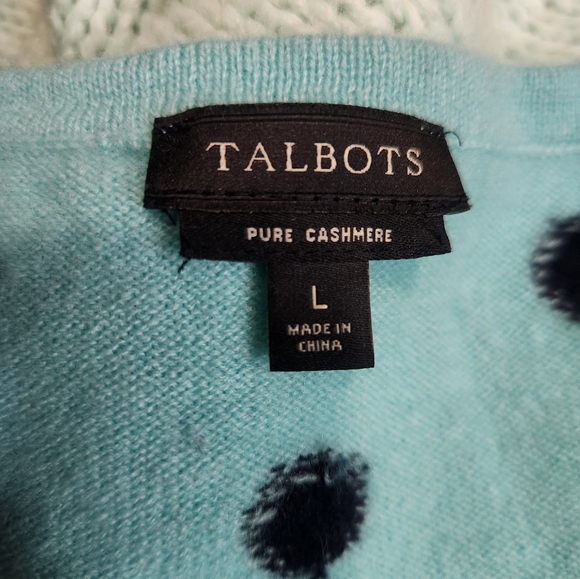 TALBOTS
PURE CASHMERE
L
MADE IN
CHINA